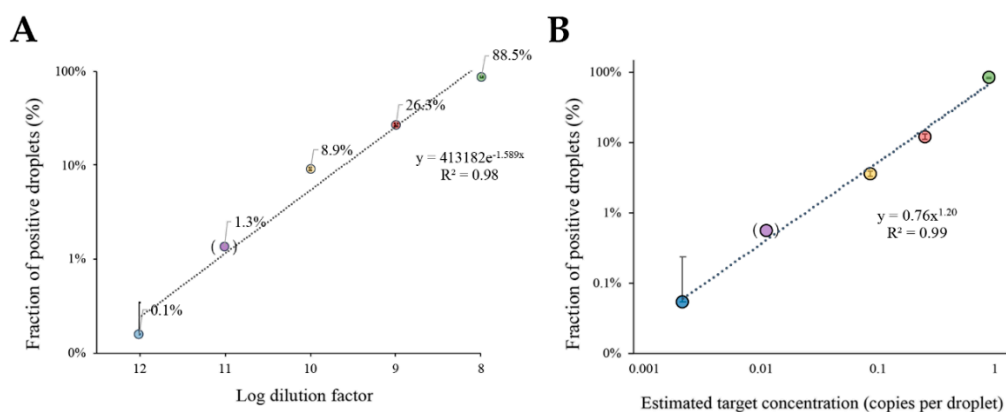 A
Fraction of positive droplets (%)
100%
10%
1%
0%
88.5%
26.3%
8.9%
1.3%
0.1%
( )
y = 413182e^-1.589x
R² = 0.98
12 11 10 9 8
Log dilution factor
B
Fraction of positive droplets (%)
100%
10%
1%
0.1%
0%
( )
y = 0.76x^1.20
R² = 0.99
0.001 0.01 0.1 1
Estimated target concentration (copies per droplet)